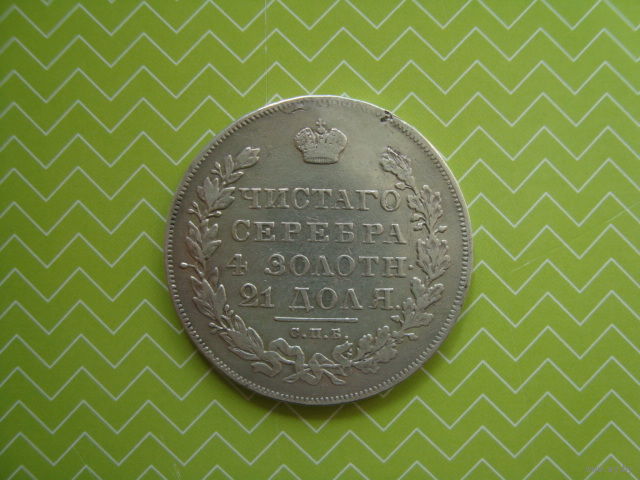 ЧИСТАГО
СЕРЕБРА
4 ЗОЛОТН.
21 ДОЛЯ.
С.П.Б.